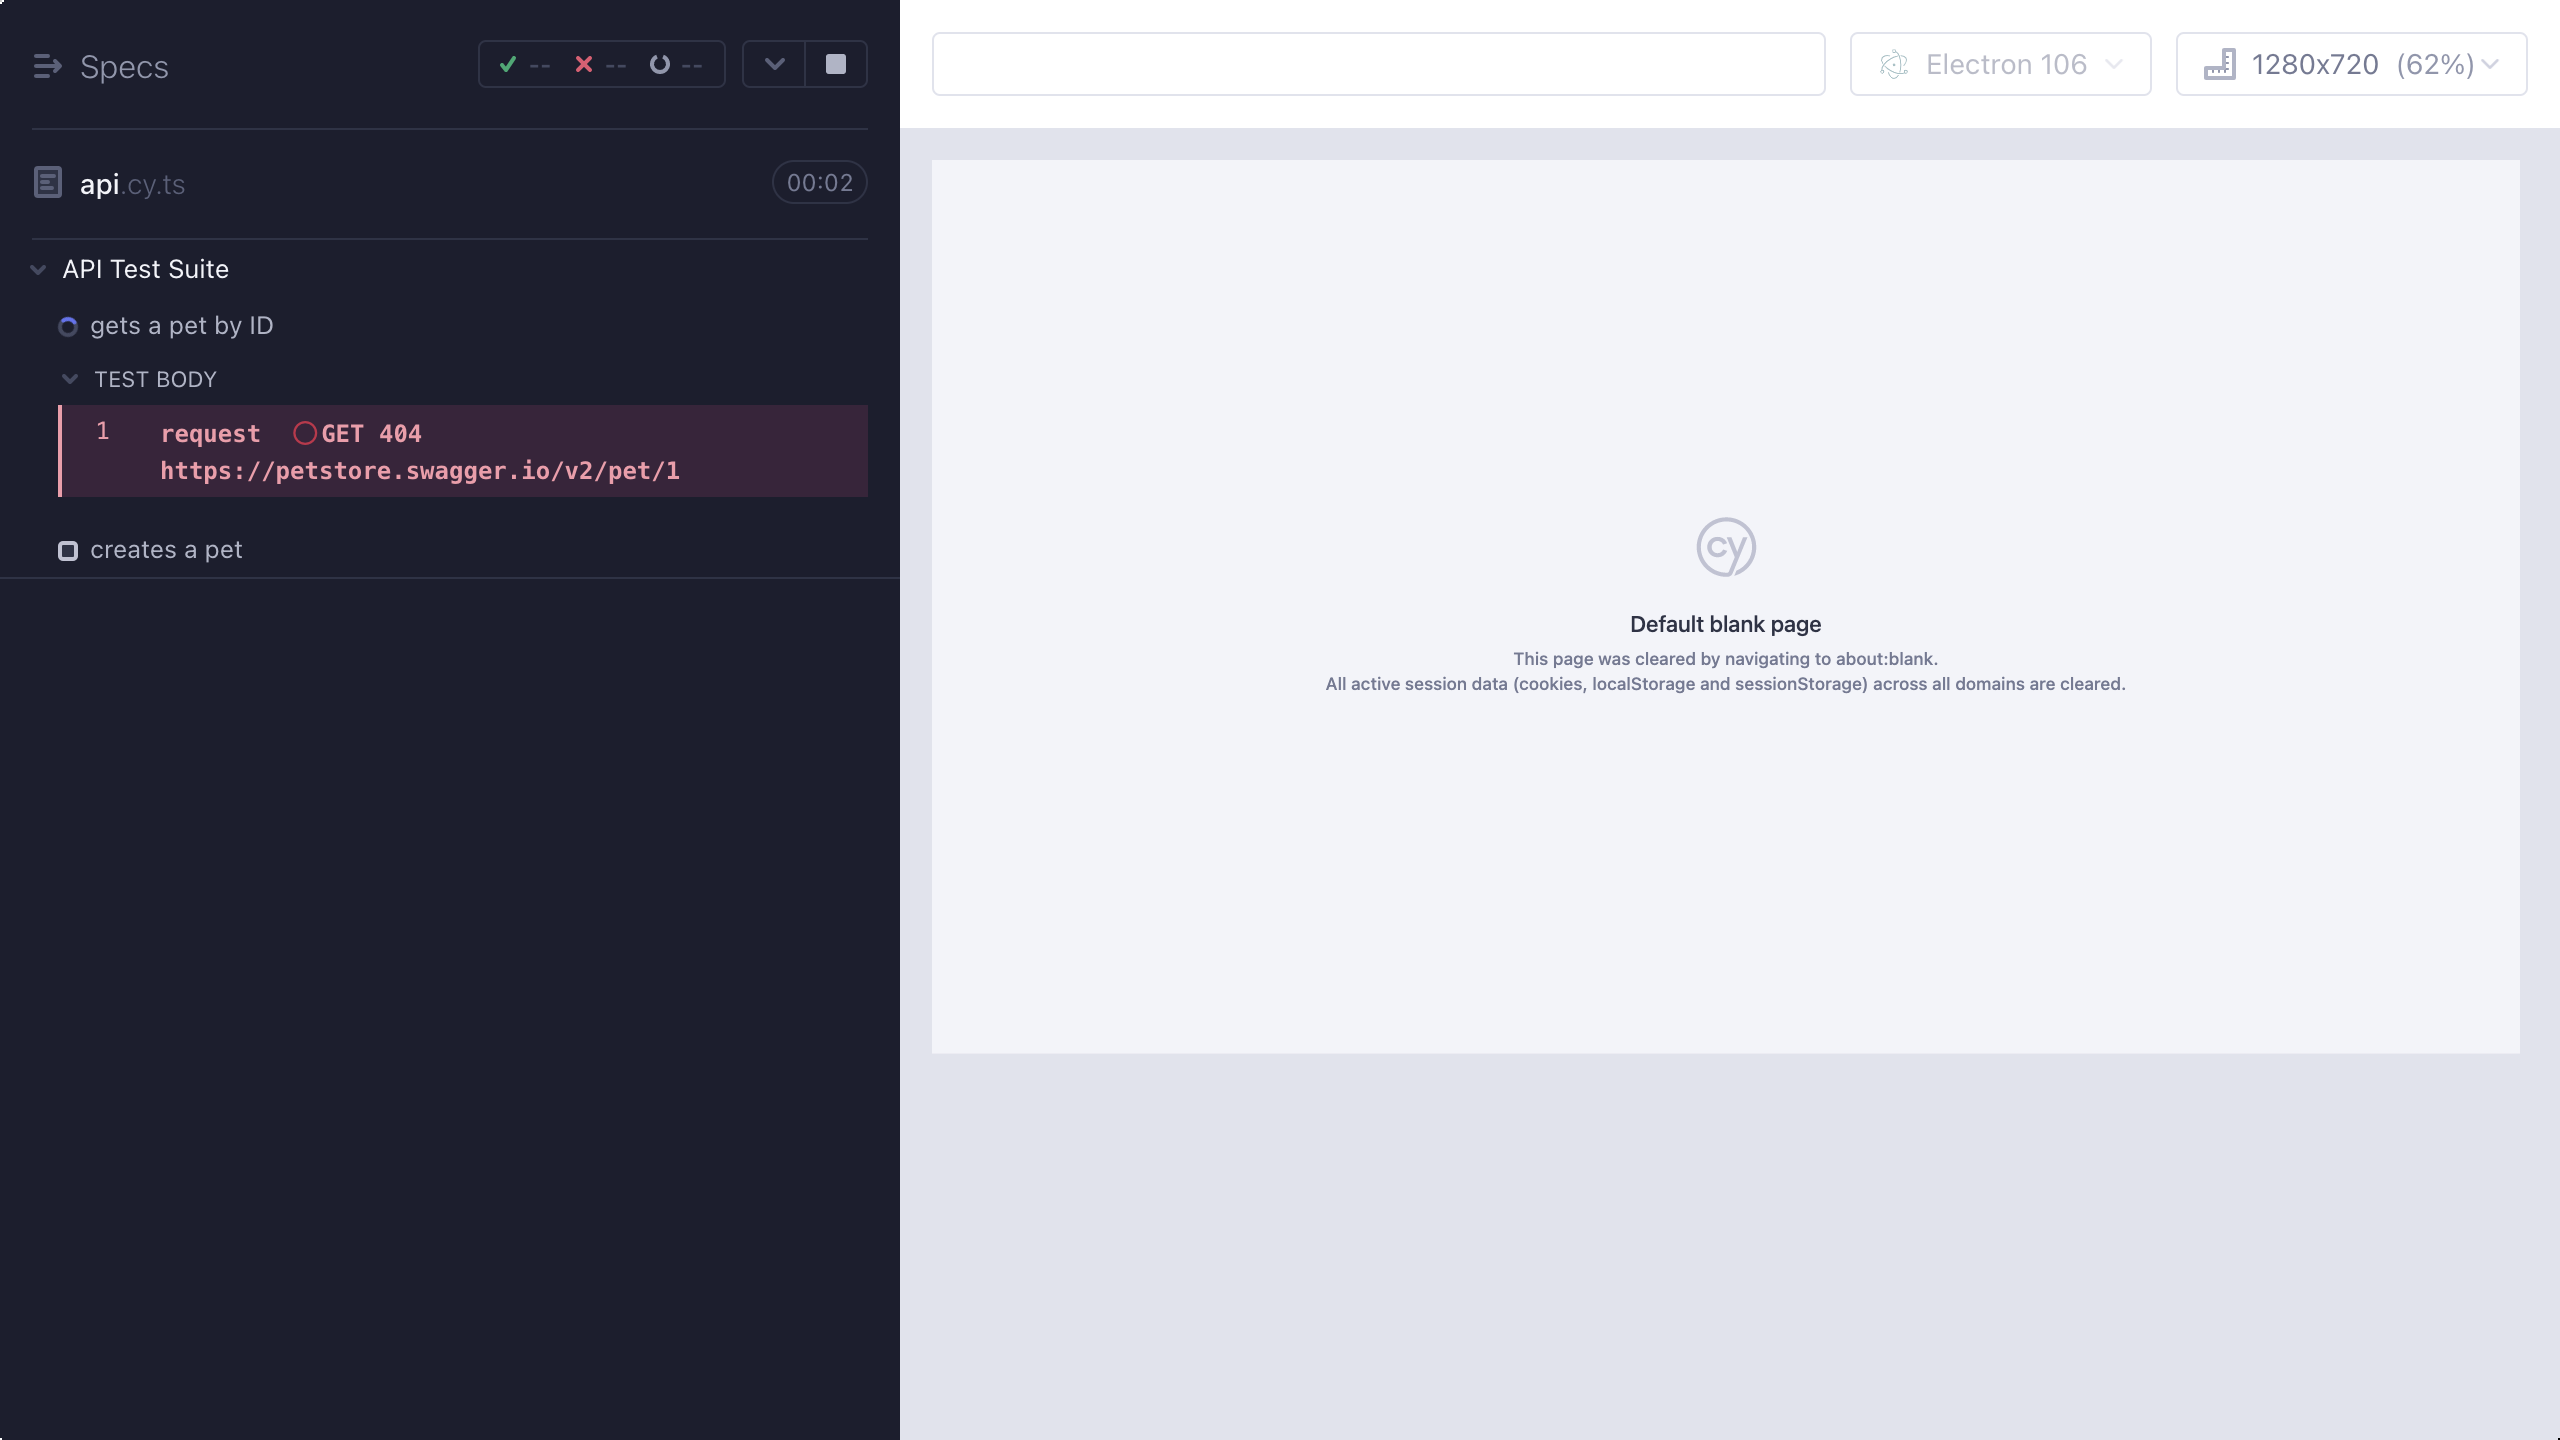 Specs
-- -- --
api.cy.ts
00:02
API Test Suite
gets a pet by ID
TEST BODY
1 request GET 404
https://petstore.swagger.io/v2/pet/1
creates a pet
Electron 106
1280x720 (62%)
cy
Default blank page
This page was cleared by navigating to about:blank.
All active session data (cookies, localStorage and sessionStorage) across all domains are cleared.